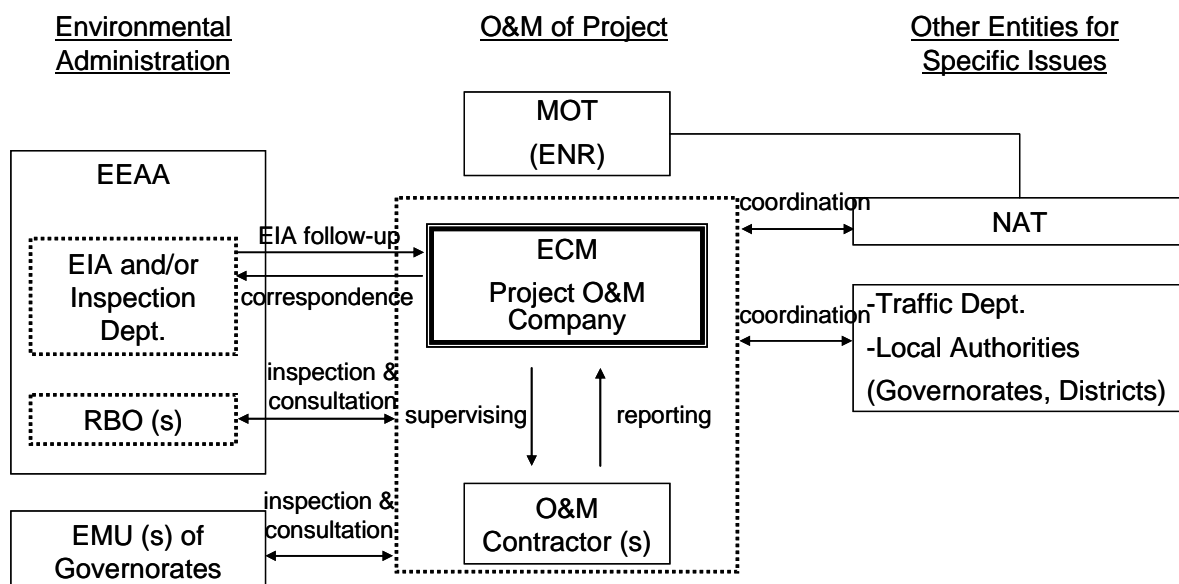 Environmental
Administration
O&M of Project
Other Entities for
Specific Issues
MOT
(ENR)
EEAA
EIA and/or
Inspection
Dept.
RBO (s)
EMU (s) of
Governorates
EIA follow-up
correspondence
inspection &
consultation
inspection &
consultation
ECM
Project O&M
Company
supervising
reporting
O&M
Contractor (s)
coordination
coordination
NAT
-Traffic Dept.
-Local Authorities
(Governorates, Districts)